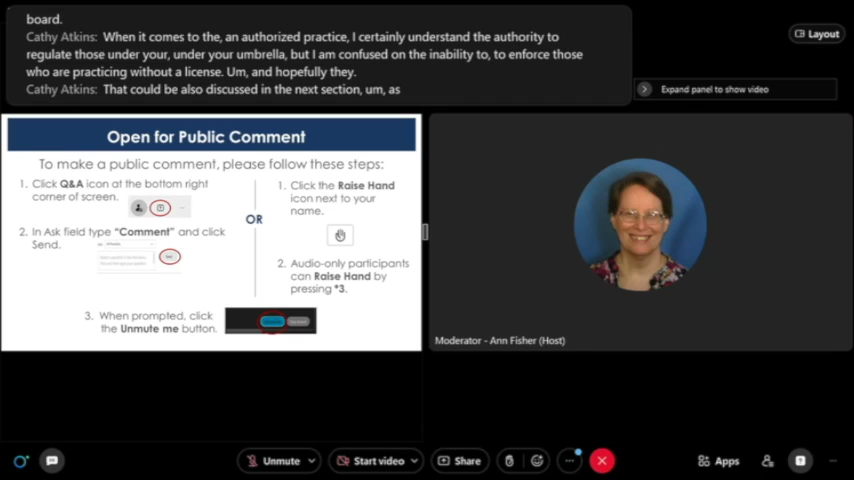 board.
Cathy Atkins: When it comes to the, an authorized practice, I certainly understand the authority to
regulate those under your, under your umbrella, but I am confused on the inability to, to enforce those
who are practicing without a license. Um, and hopefully they.
Cathy Atkins: That could be also discussed in the next section, um, as
Layout
Expand panel to show video
Open for Public Comment
To make a public comment, please follow these steps:
1. Click Q&A icon at the bottom right
corner of screen.
2. In Ask field type “Comment” and click
Send.
OR
1. Click the Raise Hand
icon next to your
name.
2. Audio-only participants
can Raise Hand by
pressing *3.
3. When prompted, click
the Unmute me button.
Moderator - Ann Fisher (Host)
Unmute
Start video
Share
Apps